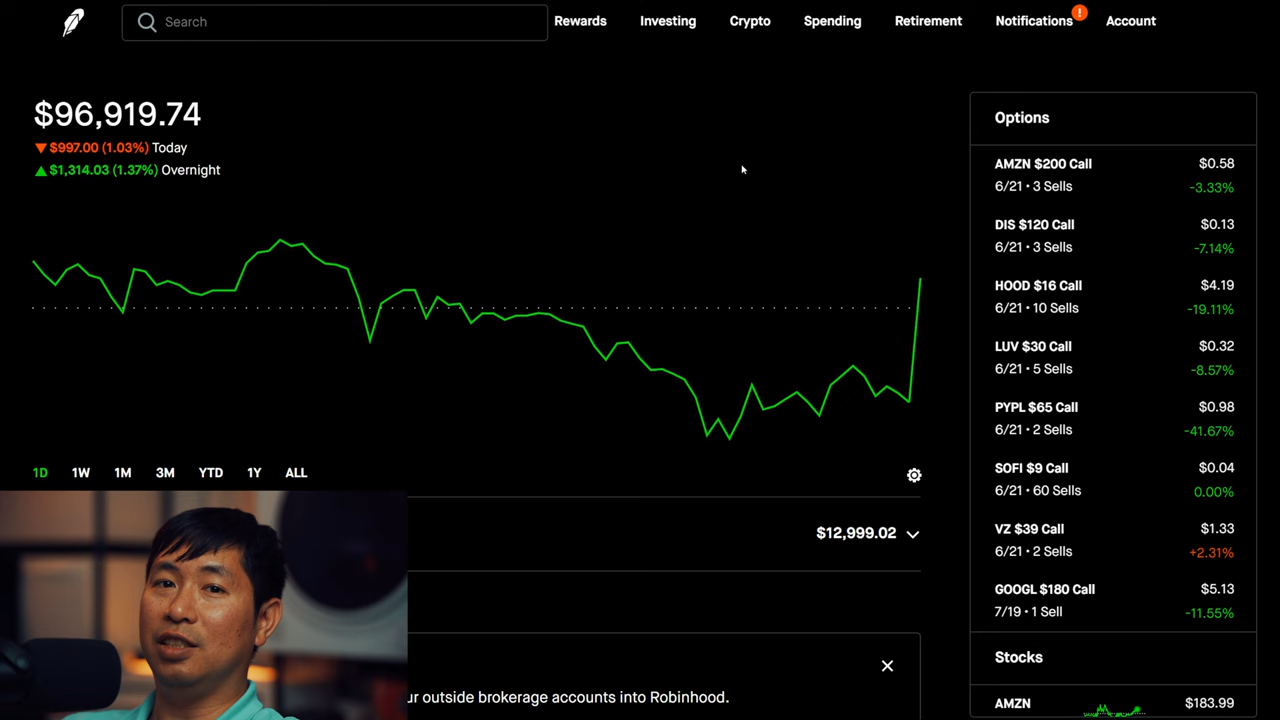 Search
Rewards
Investing
Crypto
Spending
Retirement
Notifications
!
Account
$96,919.74
▼ $997.00 (1.03%) Today
▲ $1,314.03 (1.37%) Overnight
1D 1W 1M 3M YTD 1Y ALL
$12,999.02
ur outside brokerage accounts into Robinhood.
Options
AMZN $200 Call $0.58
6/21 • 3 Sells -3.33%
DIS $120 Call $0.13
6/21 • 3 Sells -7.14%
HOOD $16 Call $4.19
6/21 • 10 Sells -19.11%
LUV $30 Call $0.32
6/21 • 5 Sells -8.57%
PYPL $65 Call $0.98
6/21 • 2 Sells -41.67%
SOFI $9 Call $0.04
6/21 • 60 Sells 0.00%
VZ $39 Call $1.33
6/21 • 2 Sells +2.31%
GOOGL $180 Call $5.13
7/19 • 1 Sell -11.55%
Stocks
AMZN $183.99